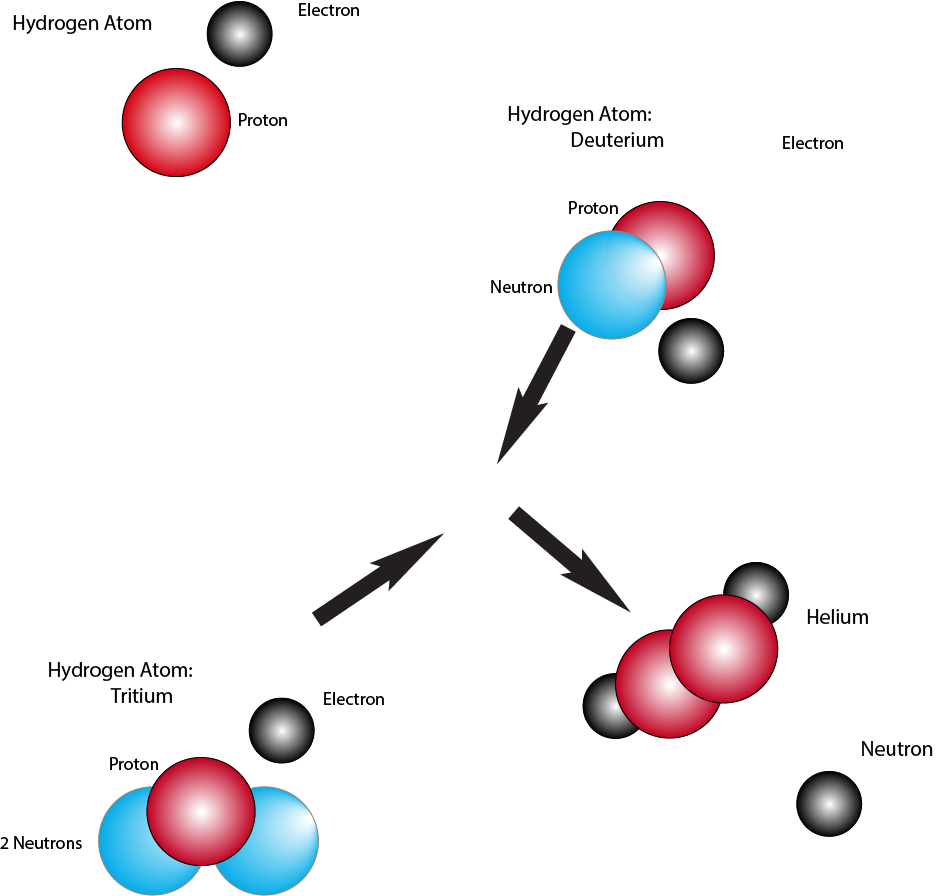 Hydrogen Atom
Electron
Proton
Hydrogen Atom:
Deuterium
Electron
Proton
Neutron
Helium
Hydrogen Atom:
Tritium
Electron
Proton
2 Neutrons
Neutron